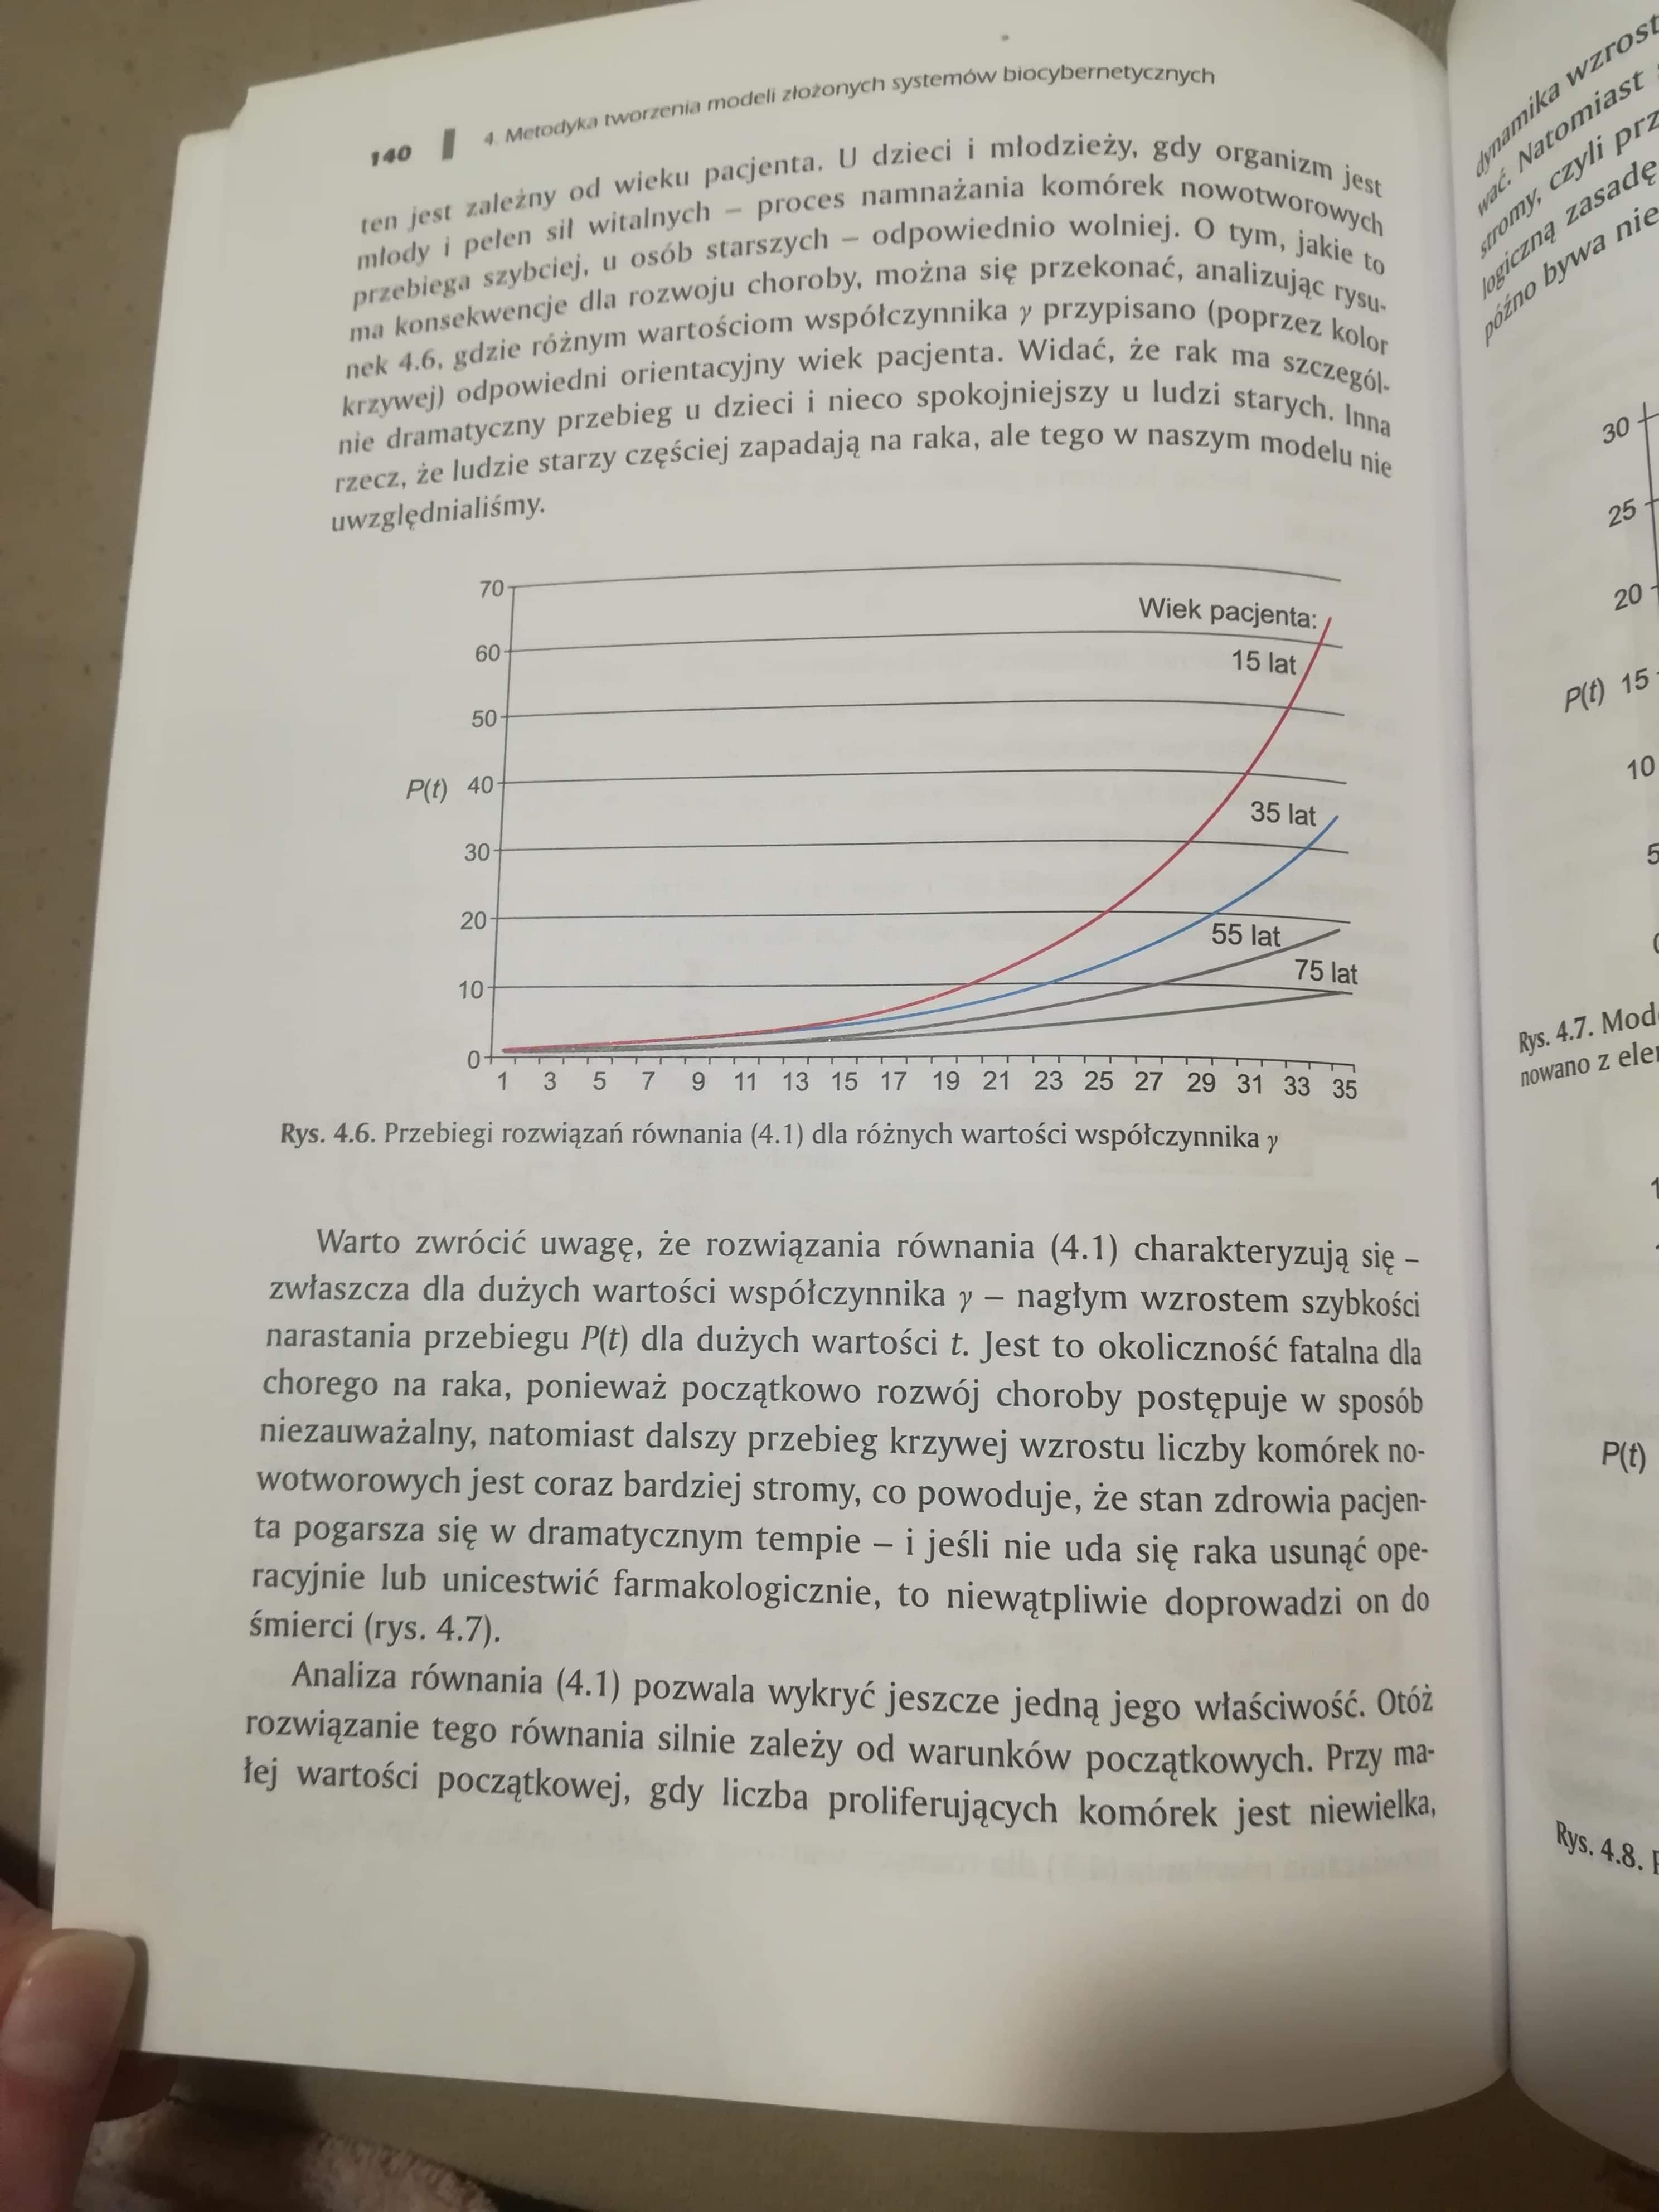 140 4. Metodyka tworzenia modeli złożonych systemów biocybernetycznych
ten jest zależny od wieku pacjenta. U dzieci i młodzieży, gdy organizm jest
młody i pełen sił witalnych – proces namnażania komórek nowotworowych
przebiega szybciej, u osób starszych – odpowiednio wolniej. O tym, jakie to
ma konsekwencje dla rozwoju choroby, można się przekonać, analizując rysu-
nek 4.6, gdzie różnym wartościom współczynnika γ przypisano (poprzez kolor
krzywej) odpowiedni orientacyjny wiek pacjenta. Widać, że rak ma szczegól-
nie dramatyczny przebieg u dzieci i nieco spokojniejszy u ludzi starych. Inna
rzecz, że ludzie starzy częściej zapadają na raka, ale tego w naszym modelu nie
uwzględnialiśmy.
70
Wiek pacjenta:
60
15 lat
50
P(t) 40
35 lat
30
20
55 lat
75 lat
10
0
1 3 5 7 9 11 13 15 17 19 21 23 25 27 29 31 33 35
Rys. 4.6. Przebiegi rozwiązań równania (4.1) dla różnych wartości współczynnika γ
Warto zwrócić uwagę, że rozwiązania równania (4.1) charakteryzują się –
zwłaszcza dla dużych wartości współczynnika γ – nagłym wzrostem szybkości
narastania przebiegu P(t) dla dużych wartości t. Jest to okoliczność fatalna dla
chorego na raka, ponieważ początkowo rozwój choroby postępuje w sposób
niezauważalny, natomiast dalszy przebieg krzywej wzrostu liczby komórek no-
wotworowych jest coraz bardziej stromy, co powoduje, że stan zdrowia pacjen-
ta pogarsza się w dramatycznym tempie – i jeśli nie uda się raka usunąć ope-
racyjnie lub unicestwić farmakologicznie, to niewątpliwie doprowadzi on do
śmierci (rys. 4.7).
Analiza równania (4.1) pozwala wykryć jeszcze jedną jego właściwość. Otóż
rozwiązanie tego równania silnie zależy od warunków początkowych. Przy ma-
łej wartości początkowej, gdy liczba proliferujących komórek jest niewielka,
dynamika wzrost
wać. Natomiast
stromy, czyli prz
logiczną zasadę
późno bywa nie
30
25
20
P(t) 15
10
5
Rys. 4.7. Mod
nowano z ele
P(t)
Rys. 4.8.